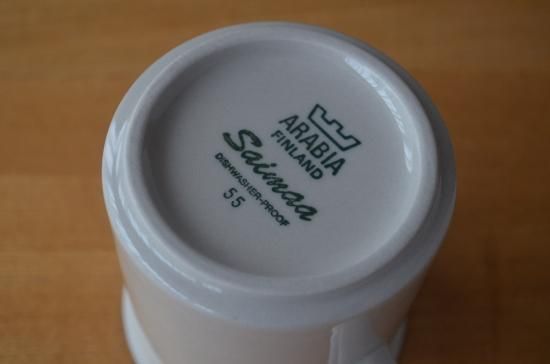 ARABIA
FINLAND
Saimaa
DISHWASHER-PROOF
55